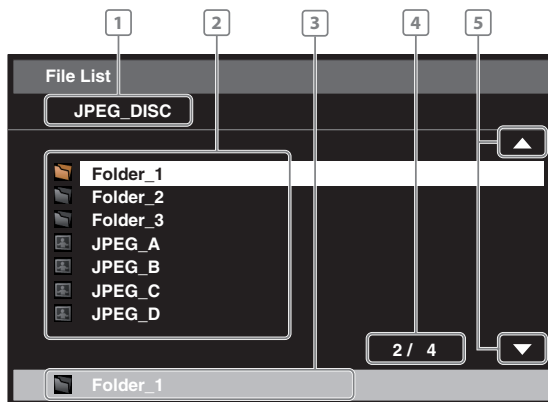 1 2 3 4 5
File List
JPEG_DISC
Folder_1
Folder_2
Folder_3
JPEG_A
JPEG_B
JPEG_C
JPEG_D
2 / 4
Folder_1